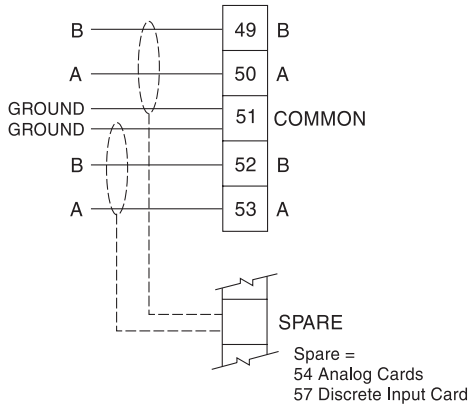 B 49 B
A 50 A
GROUND 51 COMMON
GROUND
B 52 B
A 53 A
SPARE
Spare =
54 Analog Cards
57 Discrete Input Card